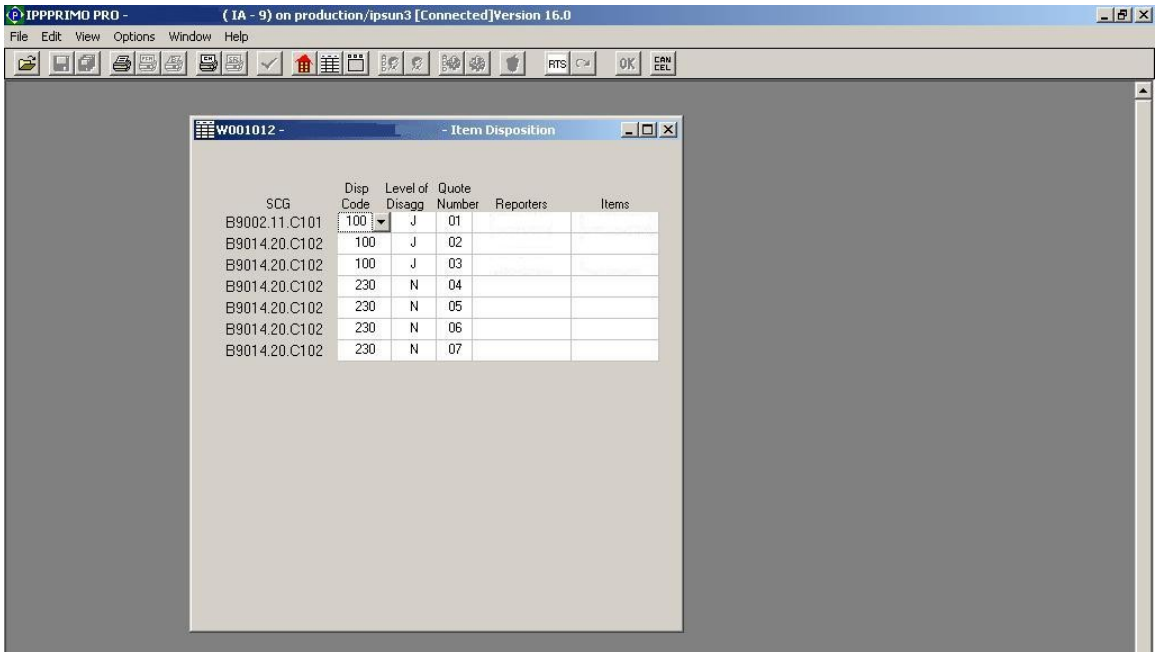 IPPPRIMO PRO - ( IA - 9) on production/ipsun3 [Connected]Version 16.0
File Edit View Options Window Help
RTS OK CAN CEL
W001012 - - Item Disposition
Disp Level of Quote
SCG Code Disagg Number Reporters Items
B9002.11.C101 100 J 01
B9014.20.C102 100 J 02
B9014.20.C102 100 J 03
B9014.20.C102 230 N 04
B9014.20.C102 230 N 05
B9014.20.C102 230 N 06
B9014.20.C102 230 N 07